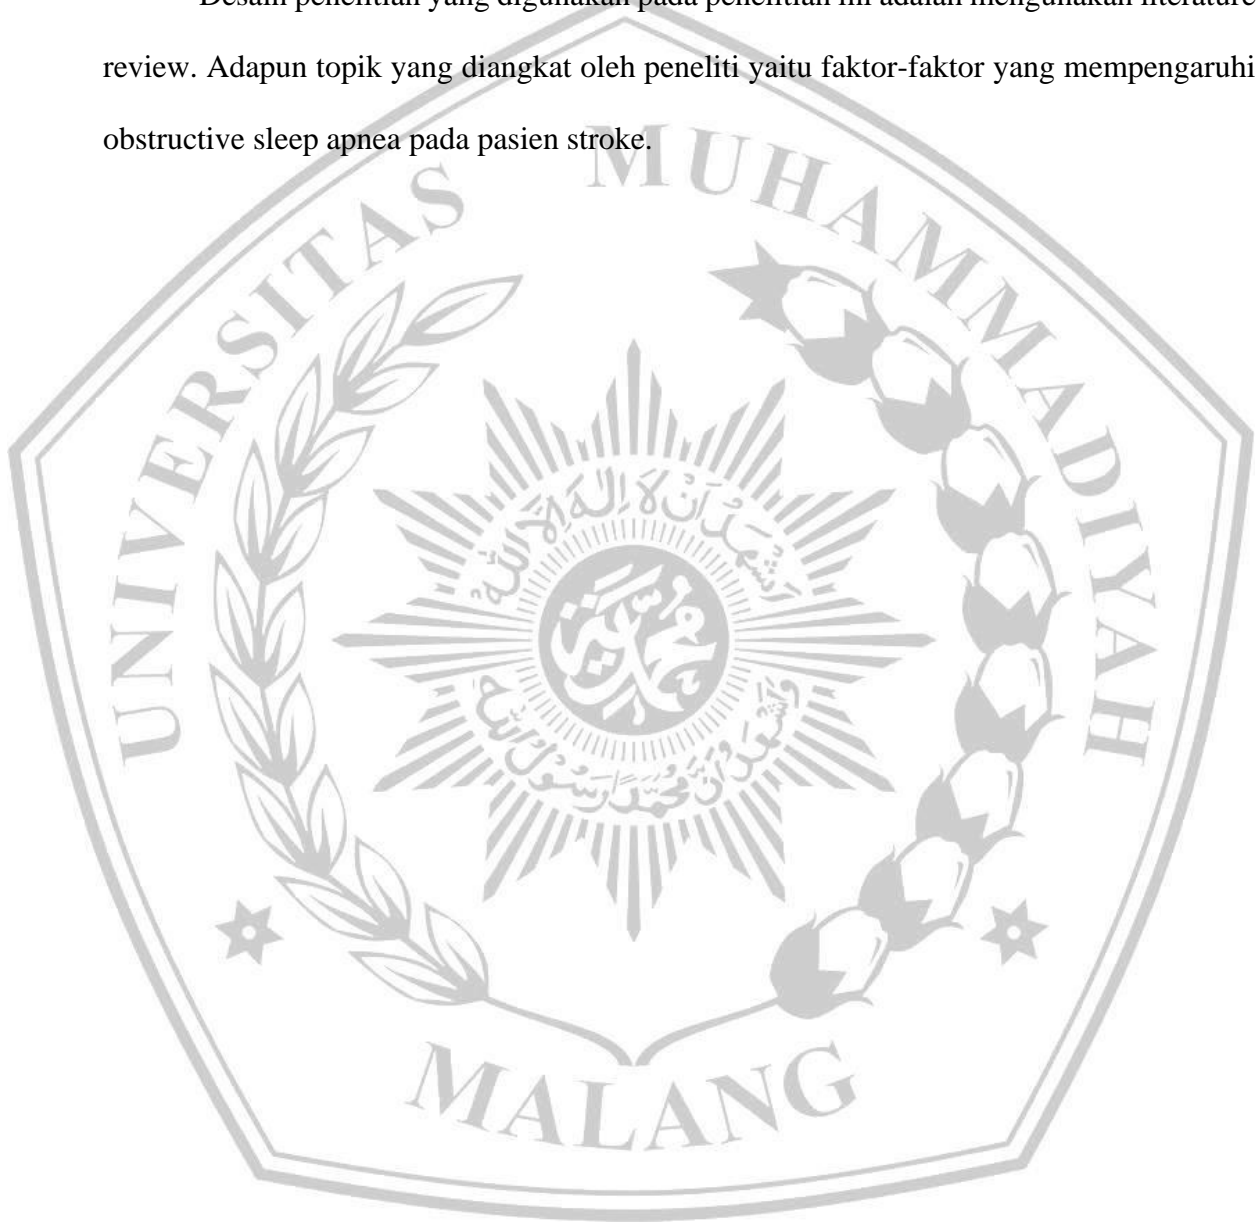 Desain penelitian yang digunakan pada penelitian ini adalah mengunakan literature
review. Adapun topik yang diangkat oleh peneliti yaitu faktor-faktor yang mempengaruhi
obstructive sleep apnea pada pasien stroke.
UNIVERSITAS MUHAMMADIYAH
MALANG